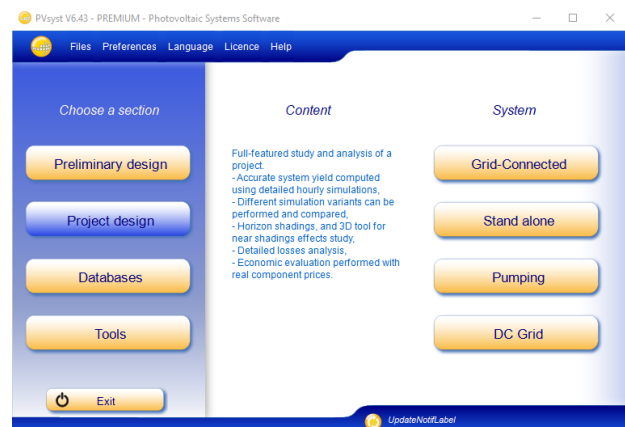 PVsyst V6.43 - PREMIUM - Photovoltaic Systems Software
Files Preferences Language Licence Help
Choose a section
Preliminary design
Project design
Databases
Tools
Exit
Content
Full-featured study and analysis of a
project.
- Accurate system yield computed
using detailed hourly simulations,
- Different simulation variants can be
performed and compared,
- Horizon shadings, and 3D tool for
near shadings effects study,
- Detailed losses analysis,
- Economic evaluation performed with
real component prices.
System
Grid-Connected
Stand alone
Pumping
DC Grid
UpdateNotifLabel